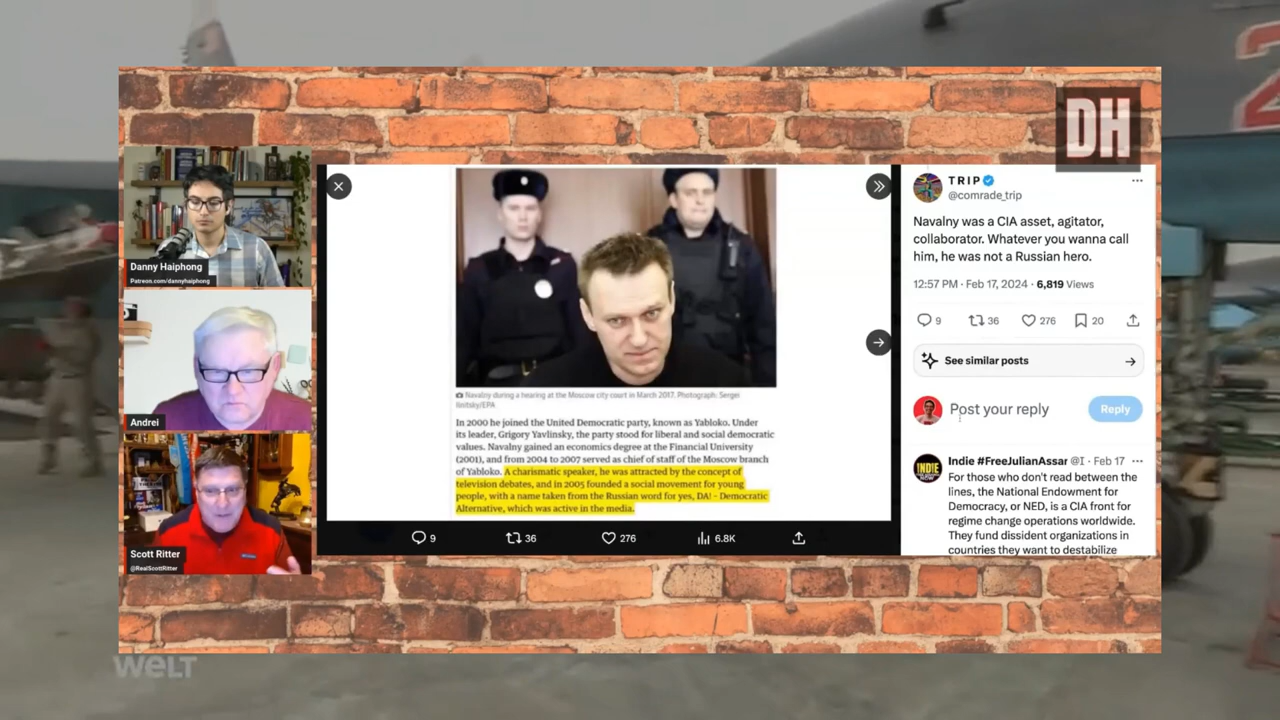 2
DH
Danny Haiphong
Patreon.com/dannyhaiphong
Andrei
Scott Ritter
@RealScottRitter
Navalny during a hearing at the Moscow city court in March 2017. Photograph: Sergei
Ilnitsky/EPA
In 2000 he joined the United Democratic party, known as Yabloko. Under
its leader, Grigory Yavlinsky, the party stood for liberal and social democratic
values. Navalny gained an economics degree at the Financial University
(2001), and from 2004 to 2007 served as chief of staff of the Moscow branch
of Yabloko. A charismatic speaker, he was attracted by the concept of
television debates, and in 2005 founded a social movement for young
people, with a name taken from the Russian word for yes, DA! – Democratic
Alternative, which was active in the media.
9
36
276
6.8K
TRIP
@comrade_trip
Navalny was a CIA asset, agitator,
collaborator. Whatever you wanna call
him, he was not a Russian hero.
12:57 PM · Feb 17, 2024 · 6,819 Views
9
36
276
20
See similar posts
Post your reply
Reply
INDIE
Indie #FreeJulianAssar @I · Feb 17
For those who don't read between the
lines, the National Endowment for
Democracy, or NED, is a CIA front for
regime change operations worldwide.
They fund dissident organizations in
countries they want to destabilize
WELT